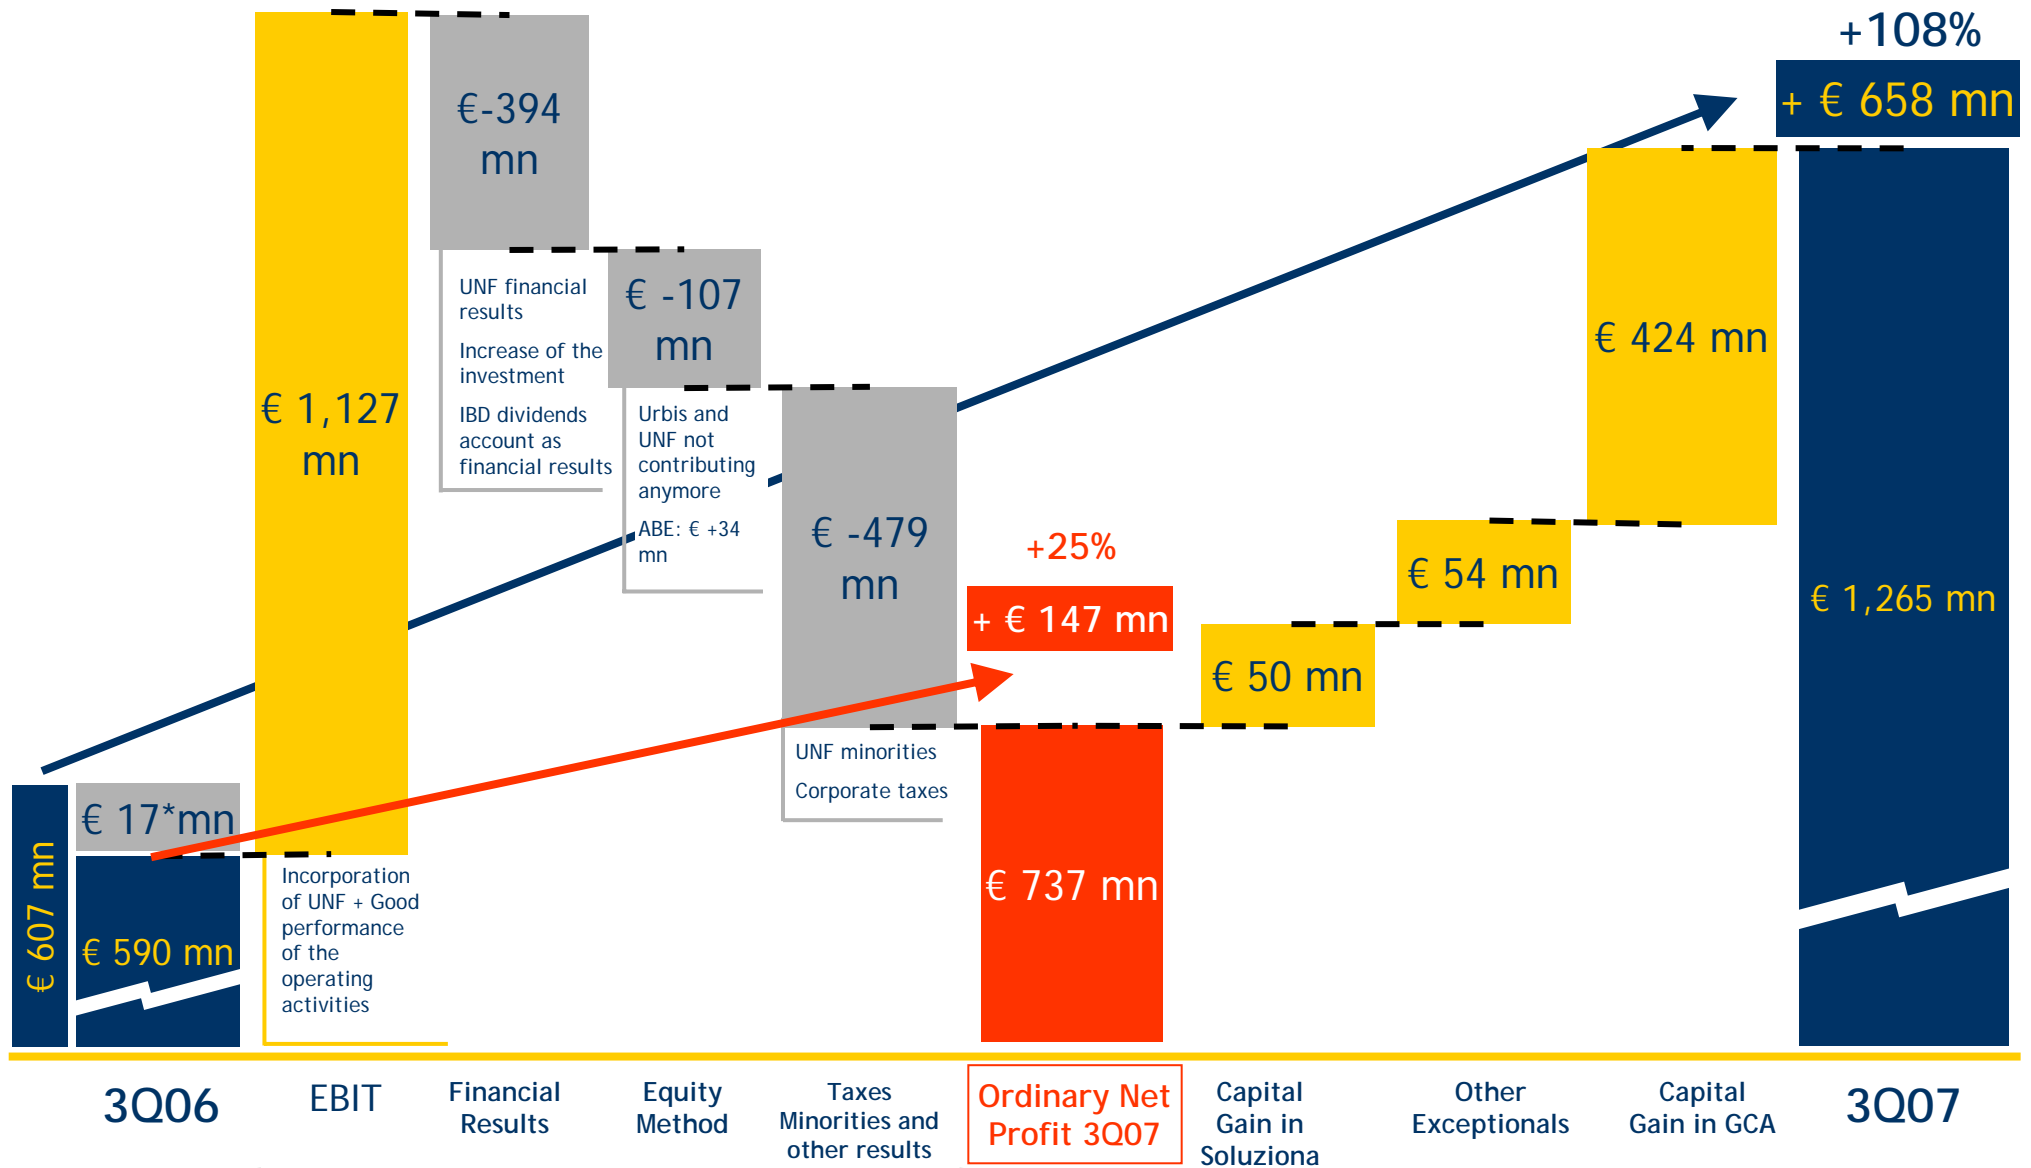 +108%
+ € 658 mn
€-394
mn
UNF financial
results
Increase of the
investment
IBD dividends
account as
financial results
€ -107
mn
Urbis and
UNF not
contributing
anymore
ABE: € +34
mn
€ 1,127
mn
€ -479
mn
UNF minorities
Corporate taxes
+25%
+ € 147 mn
€ 737 mn
€ 50 mn
€ 54 mn
€ 424 mn
€ 1,265 mn
€ 607 mn
€ 17*mn
€ 590 mn
Incorporation
of UNF + Good
performance
of the
operating
activities
3Q06
EBIT
Financial
Results
Equity
Method
Taxes
Minorities and
other results
Ordinary Net
Profit 3Q07
Capital
Gain in
Soluziona
Other
Exceptionals
Capital
Gain in GCA
3Q07